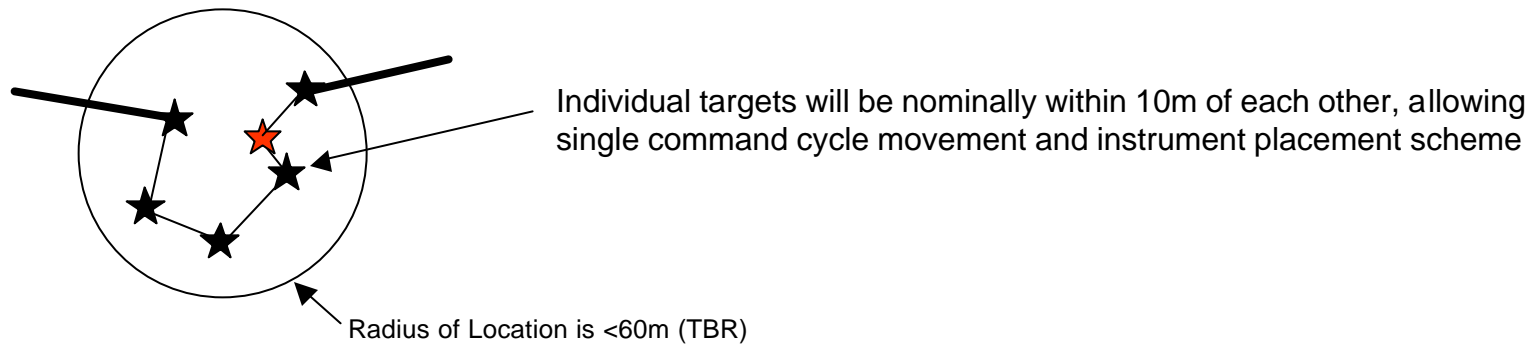 Individual targets will be nominally within 10m of each other, allowing
single command cycle movement and instrument placement scheme
Radius of Location is <60m (TBR)